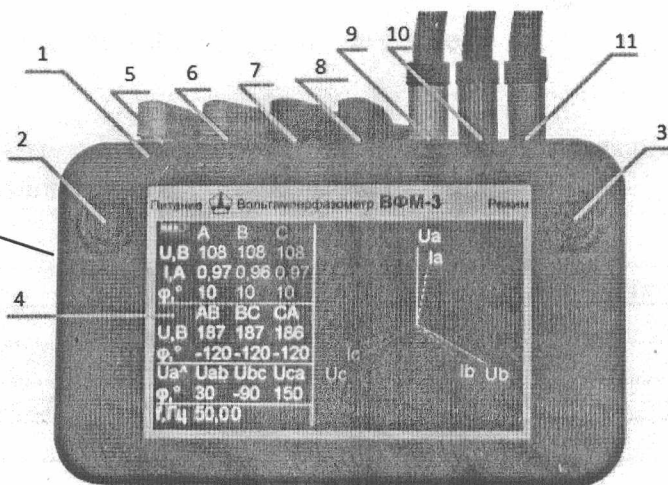 9 10
1 5 6 7 8 11
2 3
Питание Вольтамперфазометр ВФМ-3 Режим
A B C
U,В 108 108 108
I,А 0,97 0,96 0,97
φ,° 10 10 10
AB BC CA
U,В 187 187 186
φ,° -120 -120 -120
Ua^ Uab Ubc Uca
φ,° 30 -90 150
f,Гц 50,00
4
Ua
Ia
Ic
Uc
Ib Ub